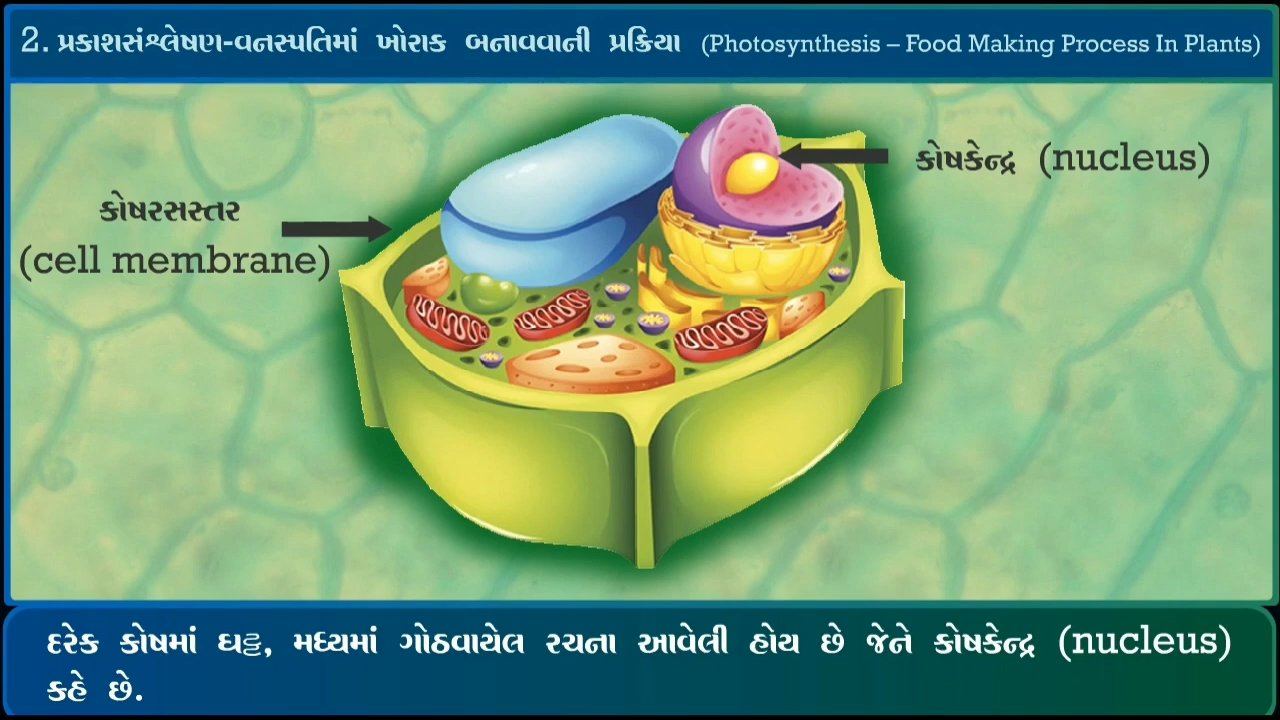 2. પ્રકાશસંશ્લેષણ-વનસ્પતિમાં ખોરાક બનાવવાની પ્રક્રિયા (Photosynthesis – Food Making Process In Plants)
કોષકેન્દ્ર (nucleus)
કોષરસસ્તર
(cell membrane)
દરેક કોષમાં ઘટ્ટ, મધ્યમાં ગોઠવાયેલ રચના આવેલી હોય છે જેને કોષકેન્દ્ર (nucleus)
કહે છે.